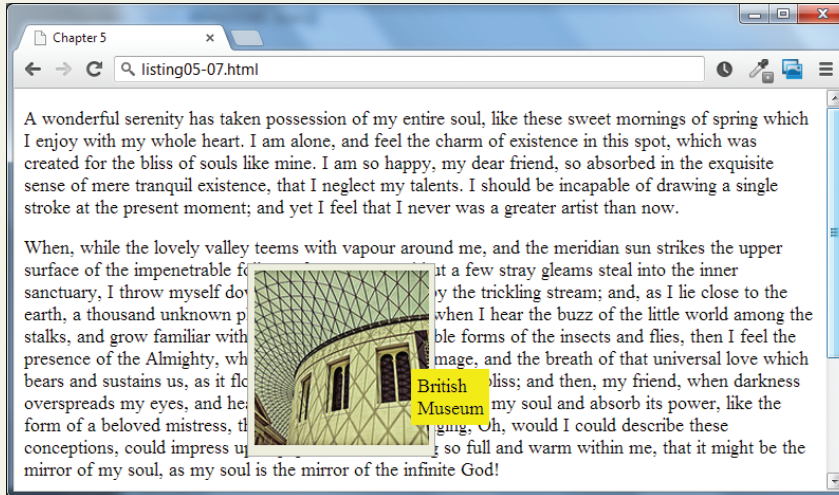 Chapter 5
listing05-07.html
A wonderful serenity has taken possession of my entire soul, like these sweet mornings of spring which
I enjoy with my whole heart. I am alone, and feel the charm of existence in this spot, which was
created for the bliss of souls like mine. I am so happy, my dear friend, so absorbed in the exquisite
sense of mere tranquil existence, that I neglect my talents. I should be incapable of drawing a single
stroke at the present moment; and yet I feel that I never was a greater artist than now.
When, while the lovely valley teems with vapour around me, and the meridian sun strikes the upper
surface of the impenetrable a few stray gleams steal into the inner
sanctuary, I throw myself by the trickling stream; and, as I lie close to the
earth, a thousand unknown when I hear the buzz of the little world among the
stalks, and grow familiar with forms of the insects and flies, then I feel the
presence of the Almighty, and the breath of that universal love which
bears and sustains us, as it bliss; and then, my friend, when darkness
overspreads my eyes, and my soul and absorb its power, like the
form of a beloved mistress, Oh, would I could describe these
conceptions, could impress so full and warm within me, that it might be the
mirror of my soul, as my soul is the mirror of the infinite God!
British
Museum